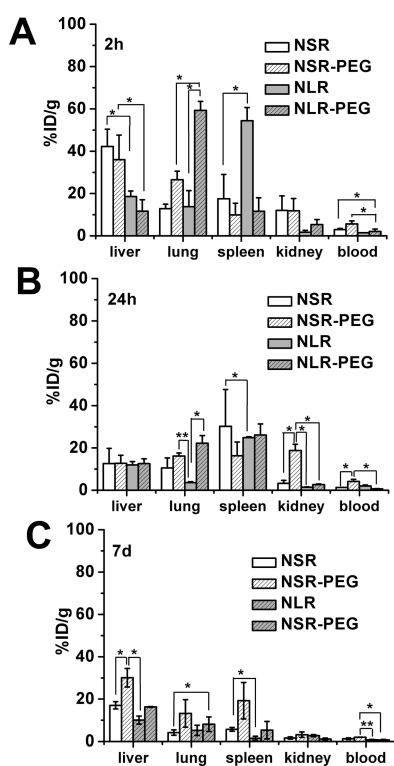 A
2h
100
80
60
40
20
0
%ID/g
NSR
NSR-PEG
NLR
NLR-PEG
* * * * * * *
liver lung spleen kidney blood
B
24h
100
80
60
40
20
0
%ID/g
NSR
NSR-PEG
NLR
NLR-PEG
** * * * * * * *
liver lung spleen kidney blood
C
7d
100
80
60
40
20
0
%ID/g
NSR
NSR-PEG
NLR
NSR-PEG
* * * * ** *
liver lung spleen kidney blood